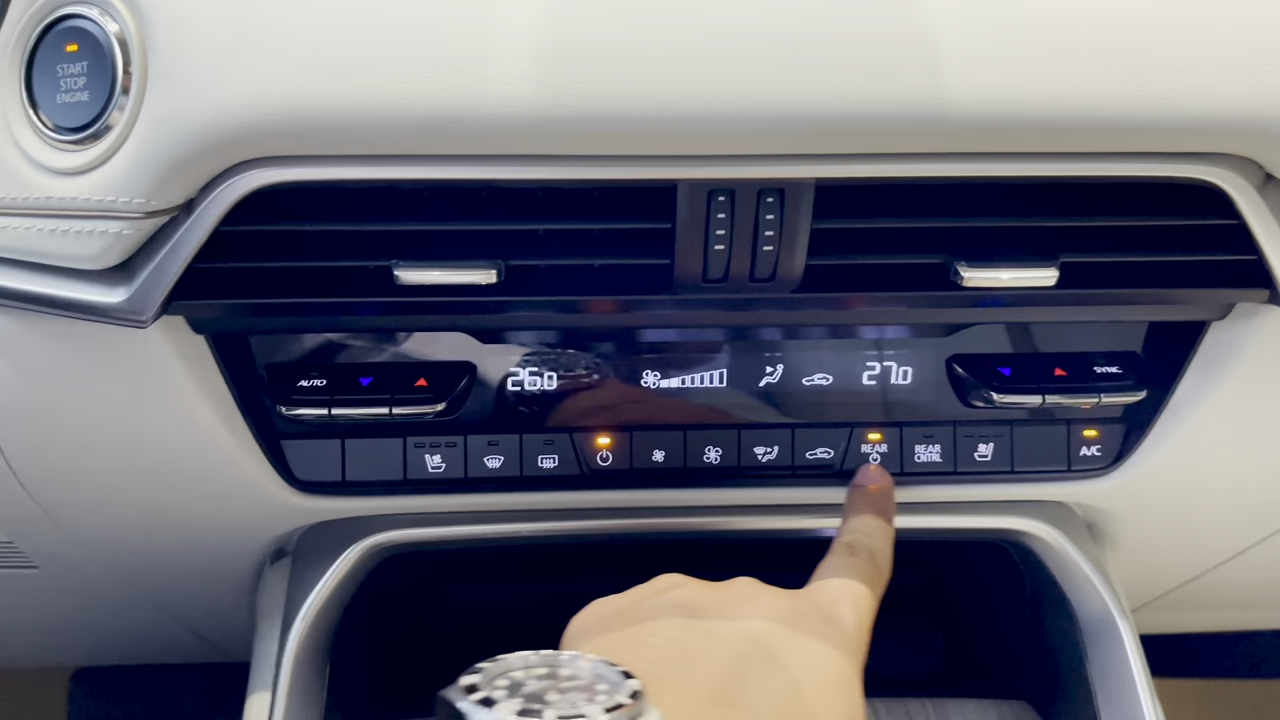 START
STOP
ENGINE
AUTO
26.0
27.0
SYNC
REAR
REAR
CNTRL
A/C